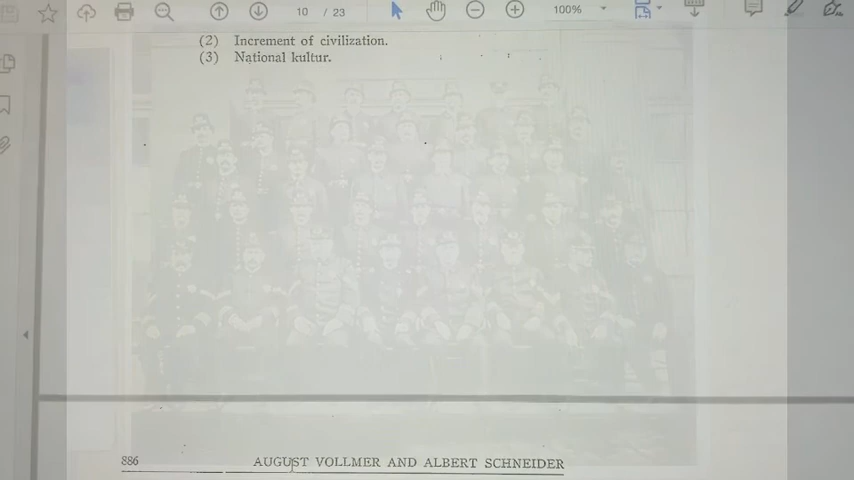 10 / 23
100%
(2) Increment of civilization.
(3) National kultur.
886 AUGUST VOLLMER AND ALBERT SCHNEIDER